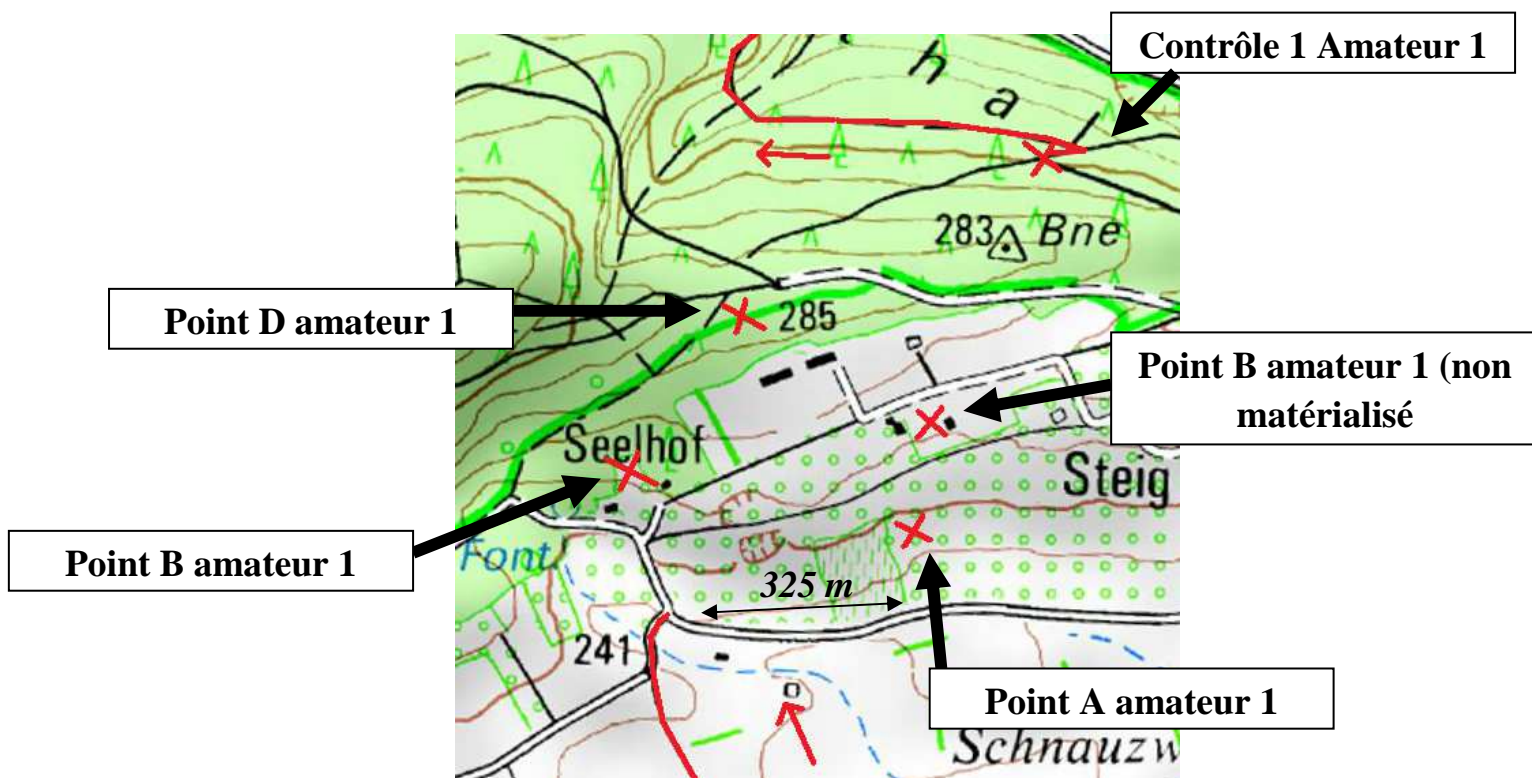 Contrôle 1 Amateur 1
h a
283 Bne
Point D amateur 1
285
Point B amateur 1 (non
matérialisé
Seelhof
Steig
Point B amateur 1
Font.
325 m
241
Point A amateur 1
Schnauzw